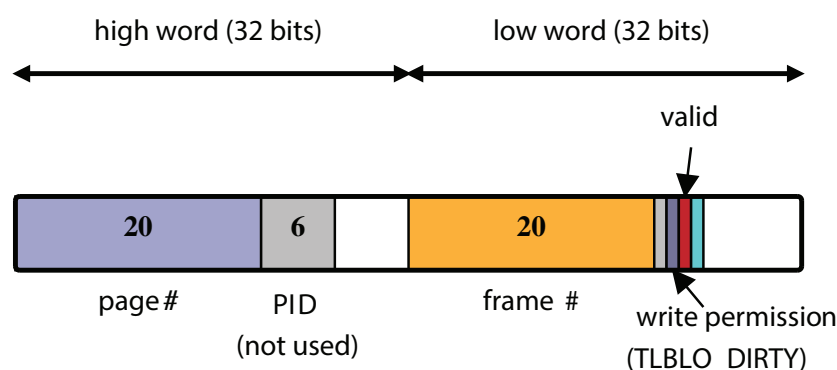 high word (32 bits) low word (32 bits)
valid
20 6 20
page # PID frame # write permission
(not used) (TLBLO DIRTY)